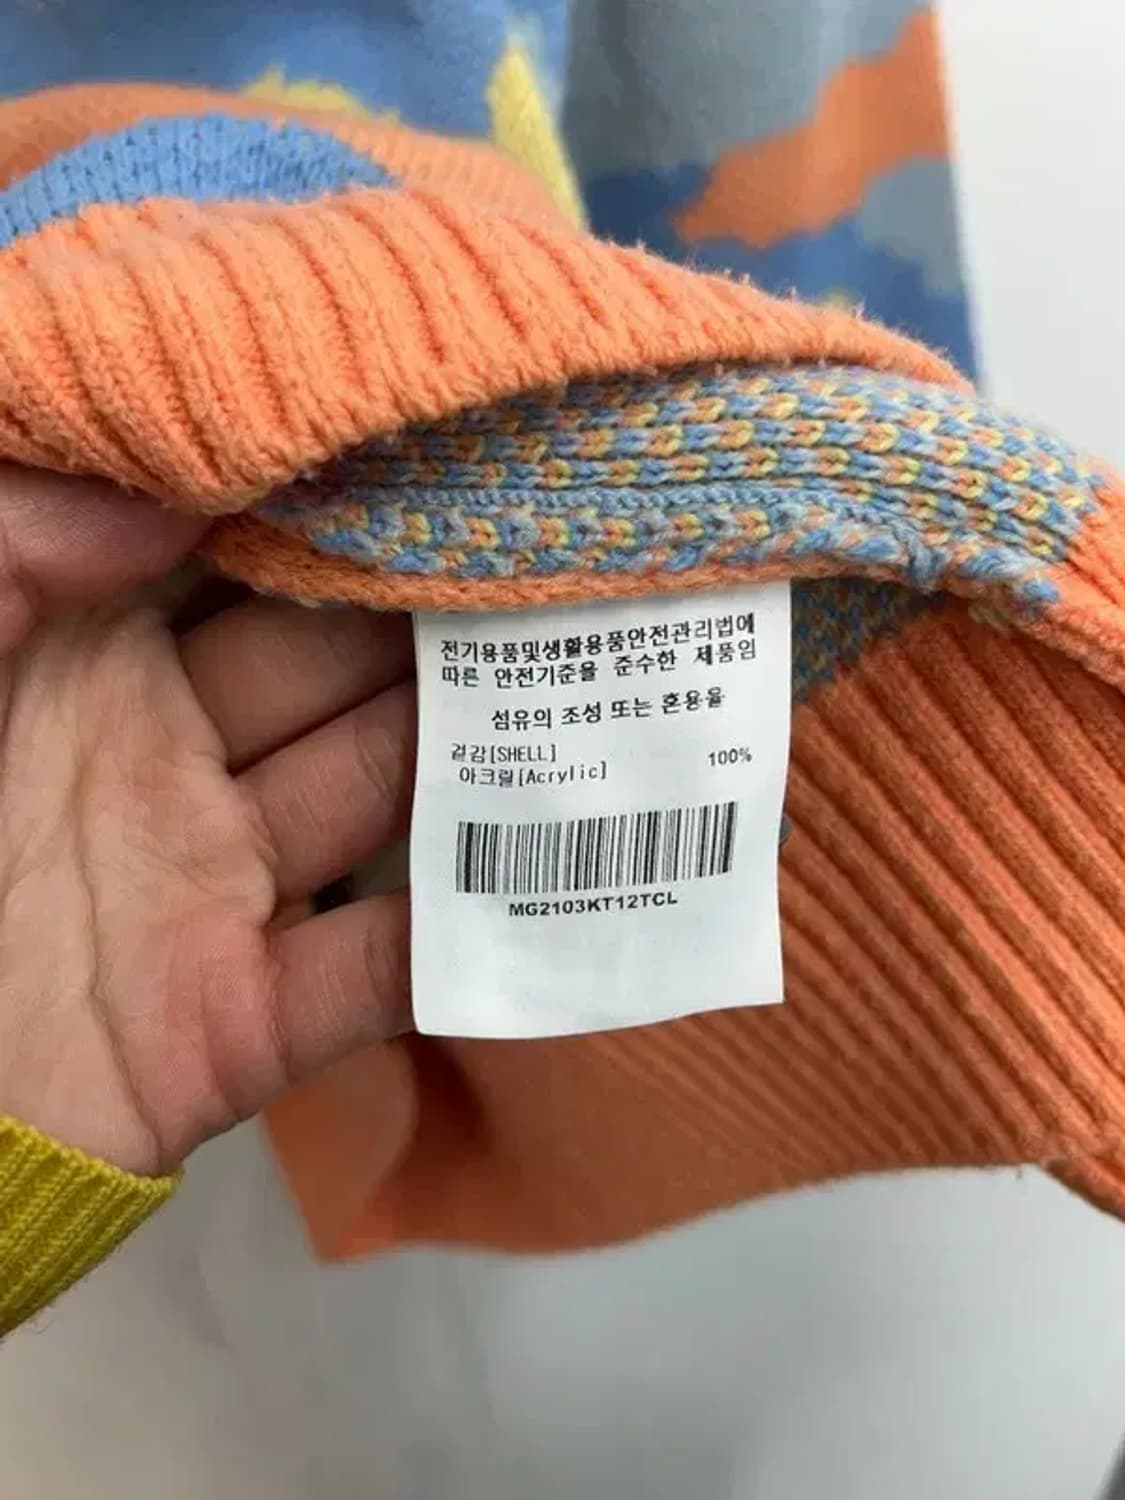 전기용품및생활용품안전관리법에
따른 안전기준을 준수한 제품임
섬유의 조성 또는 혼용율
겉감[SHELL]
아크릴[Acrylic] 100%
MG2103KT12TCL